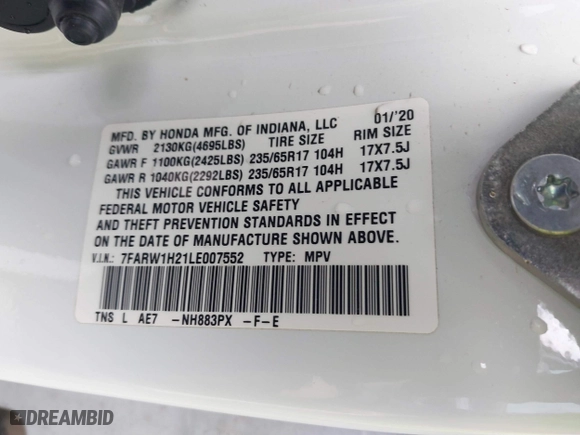 MFD. BY HONDA MFG. OF INDIANA, LLC 01/'20
GVWR 2130KG(4695LBS) TIRE SIZE RIM SIZE
GAWR F 1100KG(2425LBS) 235/65R17 104H 17X7.5J
GAWR R 1040KG(2292LBS) 235/65R17 104H 17X7.5J
THIS VEHICLE CONFORMS TO ALL APPLICABLE
FEDERAL MOTOR VEHICLE SAFETY
AND THEFT PREVENTION STANDARDS IN EFFECT
ON THE DATE OF MANUFACTURE SHOWN ABOVE.
V.I.N.: 7FARW1H21LE007552 TYPE: MPV
TNS L AE7 -NH883PX -F-E
DREAMBID